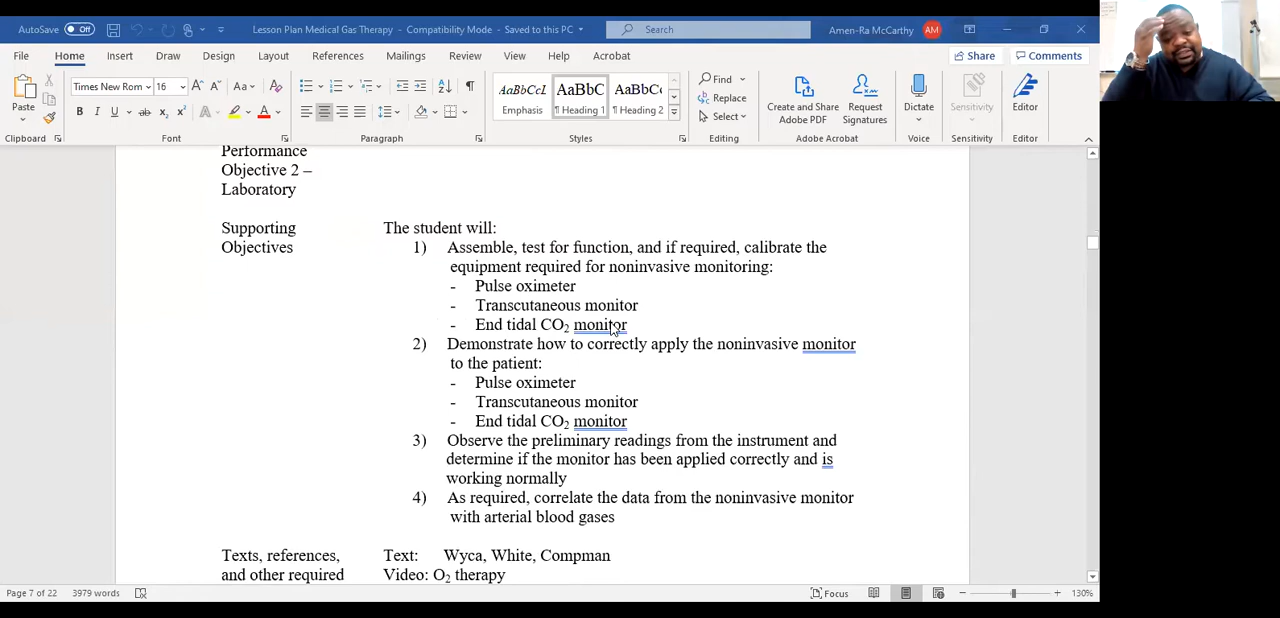 AutoSave Off Lesson Plan Medical Gas Therapy - Compatibility Mode - Saved to this PC Search Amen-Ra McCarthy AM
File Home Insert Draw Design Layout References Mailings Review View Help Acrobat Share Comments
Paste
Times New Rom 16 Aa
B I U ab x₂ x² A A
AaBbCcI AaBbC AaBbCc
Emphasis ¶ Heading 1 ¶ Heading 2
Find
Replace
Select
Create and Share
Adobe PDF
Request
Signatures
Dictate
Sensitivity
Editor
Clipboard Font Paragraph Styles Editing Adobe Acrobat Voice Sensitivity Editor
Performance
Objective 2 –
Laboratory
Supporting
Objectives
The student will:
1) Assemble, test for function, and if required, calibrate the
equipment required for noninvasive monitoring:
- Pulse oximeter
- Transcutaneous monitor
- End tidal CO₂ monitor
2) Demonstrate how to correctly apply the noninvasive monitor
to the patient:
- Pulse oximeter
- Transcutaneous monitor
- End tidal CO₂ monitor
3) Observe the preliminary readings from the instrument and
determine if the monitor has been applied correctly and is
working normally
4) As required, correlate the data from the noninvasive monitor
with arterial blood gases
Texts, references,
and other required
Text: Wyca, White, Compman
Video: O₂ therapy
Page 7 of 22 3979 words Focus 130%